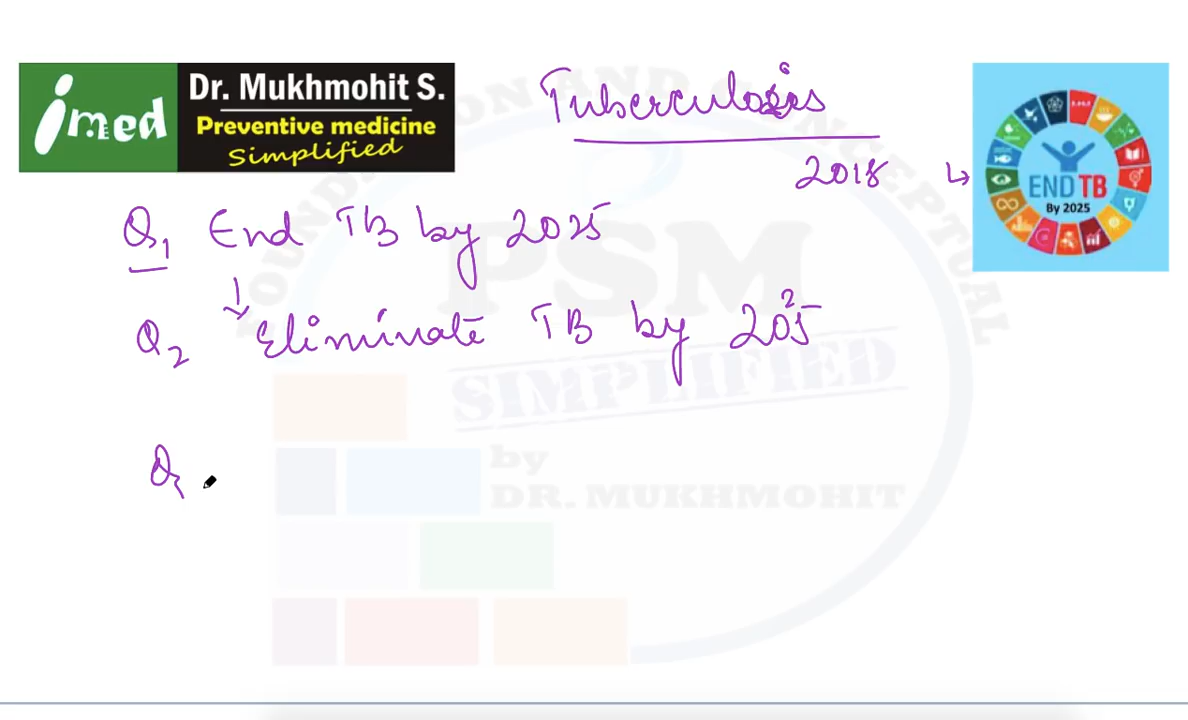 imed
Dr. Mukhmohit S.
Preventive medicine
Simplified
Tuberculosis
2018
END TB
By 2025
Q1 End TB by 2025
Q2 Eliminate TB by 2025
Q
PSM
SIMPLIFIED
by
DR. MUKHMOHIT